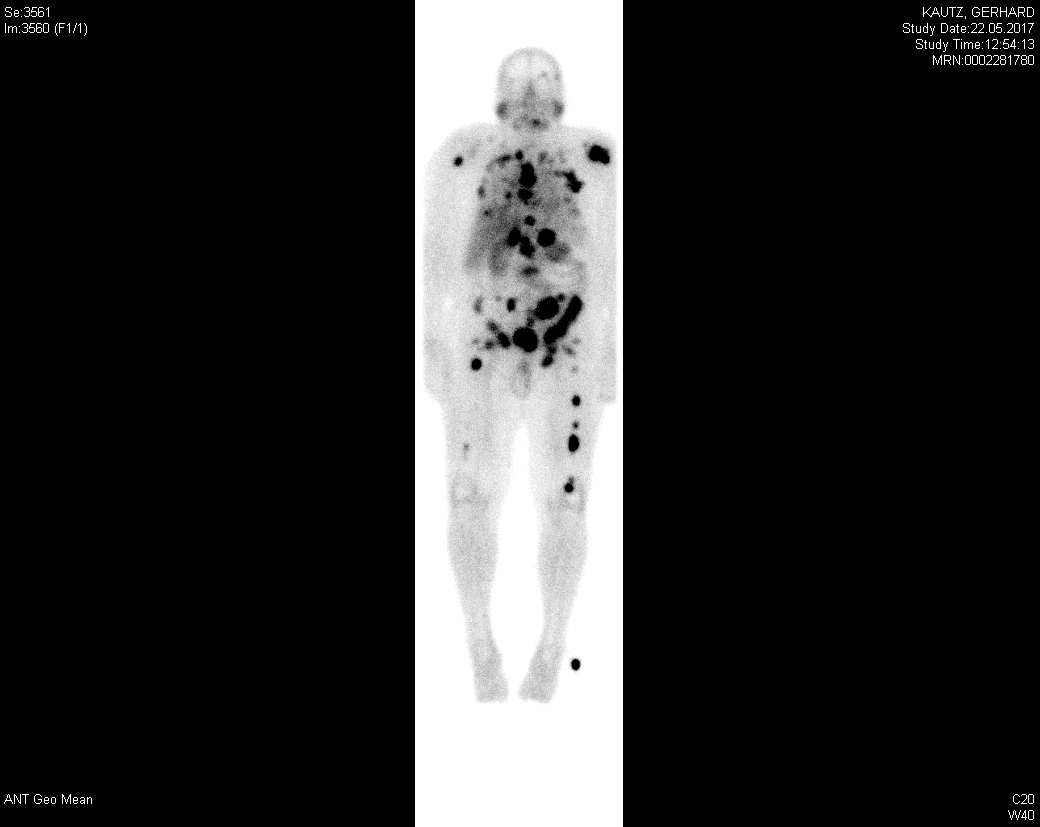 Se:3561
Im:3560 (F1/1)
KAUTZ, GERHARD
Study Date:22.05.2017
Study Time:12:54:13
MRN:0002281780
ANT Geo Mean
C20
W40